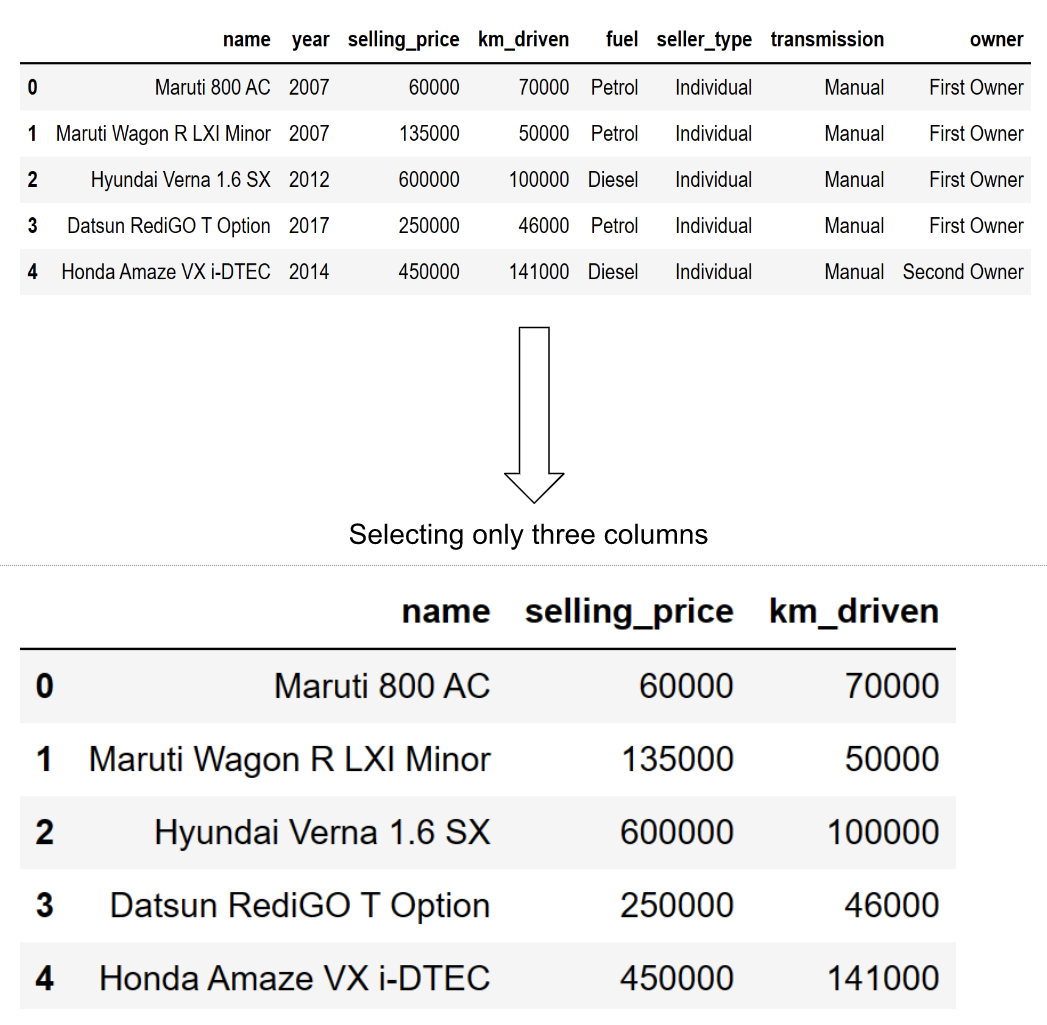 name year selling_price km_driven fuel seller_type transmission owner
0 Maruti 800 AC 2007 60000 70000 Petrol Individual Manual First Owner
1 Maruti Wagon R LXI Minor 2007 135000 50000 Petrol Individual Manual First Owner
2 Hyundai Verna 1.6 SX 2012 600000 100000 Diesel Individual Manual First Owner
3 Datsun RediGO T Option 2017 250000 46000 Petrol Individual Manual First Owner
4 Honda Amaze VX i-DTEC 2014 450000 141000 Diesel Individual Manual Second Owner
Selecting only three columns
name selling_price km_driven
0 Maruti 800 AC 60000 70000
1 Maruti Wagon R LXI Minor 135000 50000
2 Hyundai Verna 1.6 SX 600000 100000
3 Datsun RediGO T Option 250000 46000
4 Honda Amaze VX i-DTEC 450000 141000